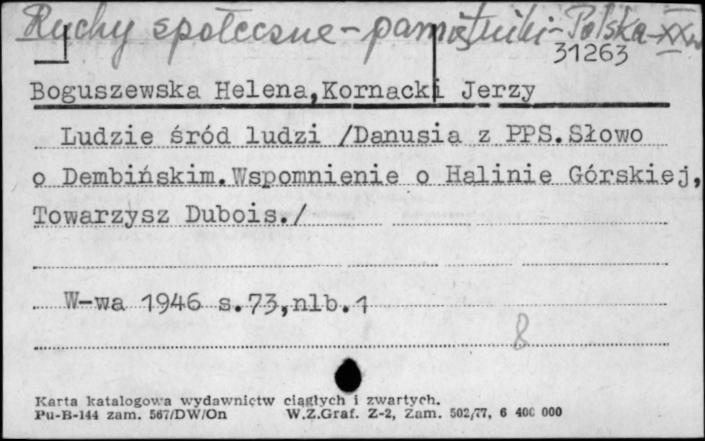 Ruchy społeczne - pamiętniki - Polska - XX w
31263
Boguszewska Helena,Kornacki Jerzy
Ludzie śród ludzi /Danusia z PPS.Słowo
o Dembińskim.Wspomnienie o Halinie Górskiej,
Towarzysz Dubois./
W-wa 1946 s.73,nlb.1
8
Karta katalogowa wydawnictw ciągłych i zwartych.
Pu-B-144 zam. 567/DW/On W.Z.Graf. Z-2, Zam. 502/77, 6 400 000